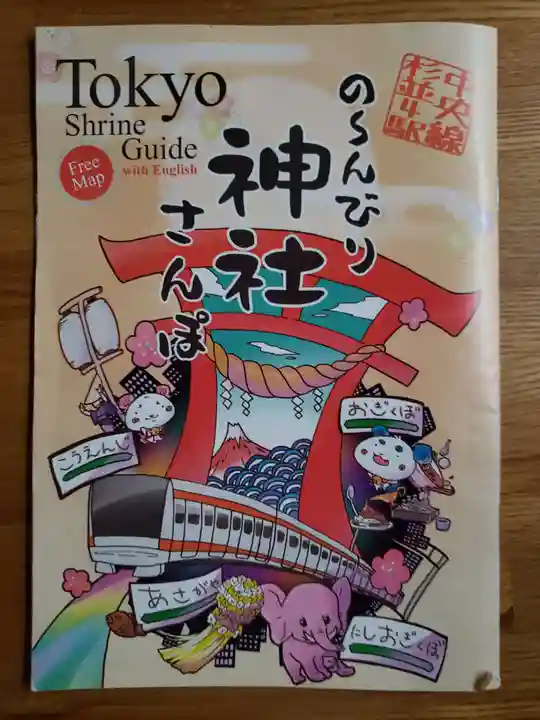 Tokyo
Shrine
Guide
with English
Free
Map
中央線
杉並4駅
のらんびり
神社
さんぽ
こうえんじ
おぎくぼ
あさがや
にしおぎくぼ